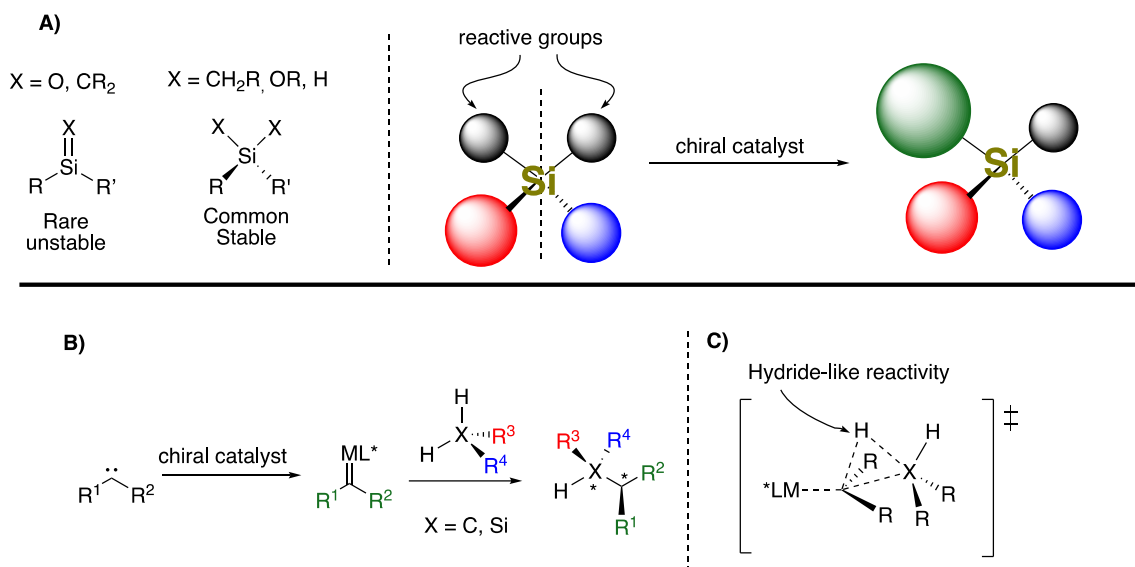 A)
X = O, CR2
X
Si
R
R'
Rare
unstable
X = CH2R, OR, H
X
X
Si
R
R'
Common
Stable
reactive groups
Si
chiral catalyst
Si
B)
R1
R2
chiral catalyst
ML*
R1
R2
H
H
X
R3
R4
X = C, Si
R3
R4
X
H
*
*
R2
R1
C)
Hydride-like reactivity
H
H
R
X
*LM
R
R
R
‡